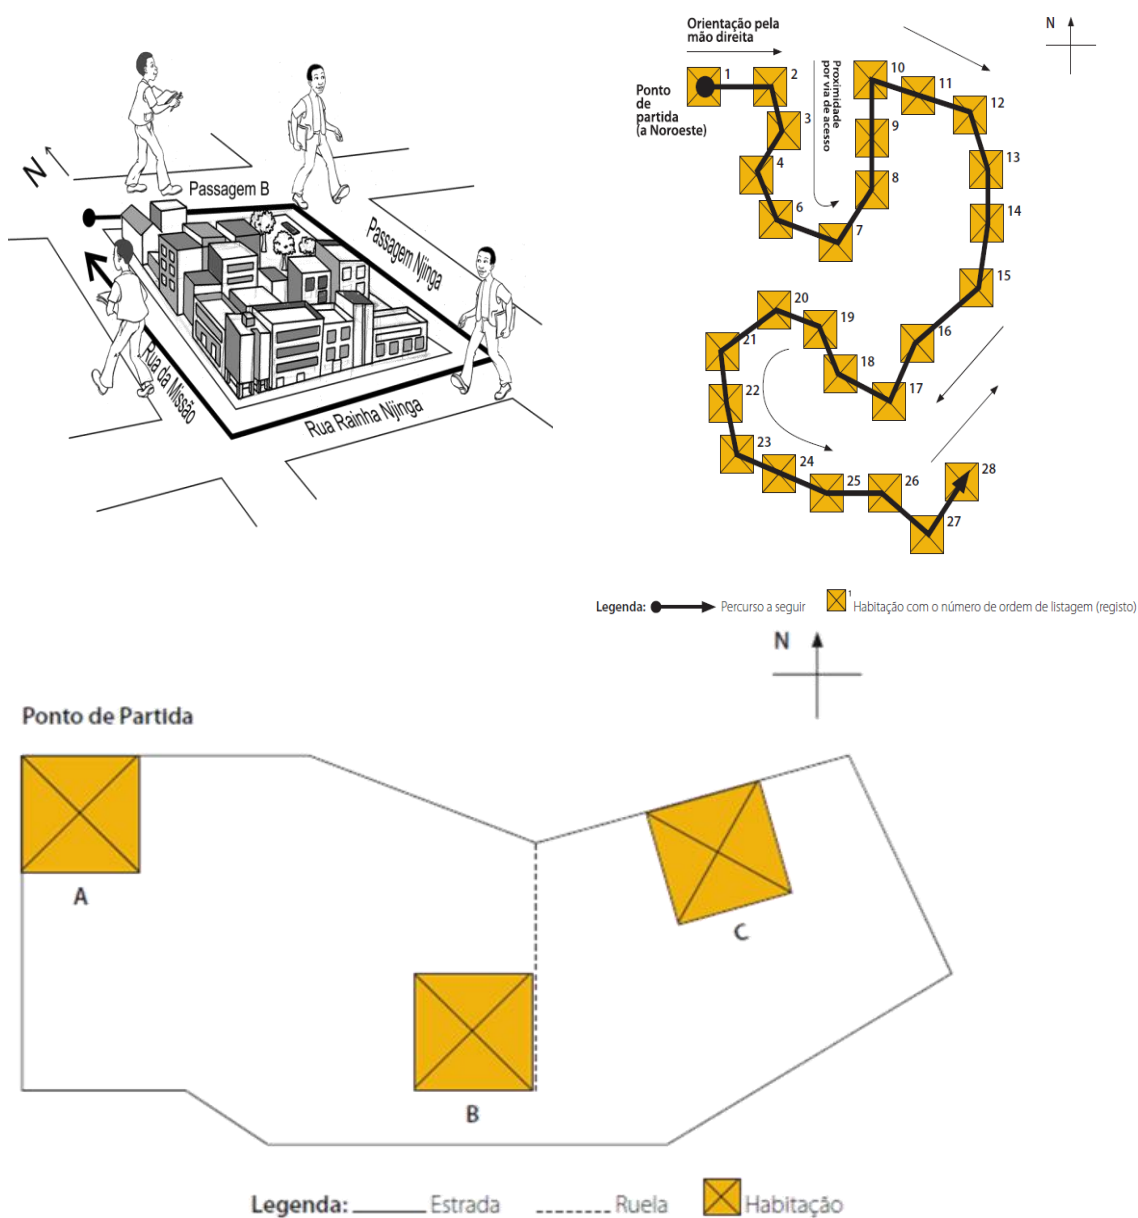 N
Passagem B
Passagem Njinga
Rua da Missão
Rua Rainha Njinga
Orientação pela
mão direita
N
Ponto
de
partida
(a Noroeste)
Proximidade
por via de acesso
1
2
3
4
6
7
8
9
10
11
12
13
14
15
16
17
18
19
20
21
22
23
24
25
26
27
28
Legenda: Percurso a seguir 1 Habitação com o número de ordem de listagem (registo)
N
Ponto de Partida
A
B
C
Legenda: Estrada Ruela Habitação